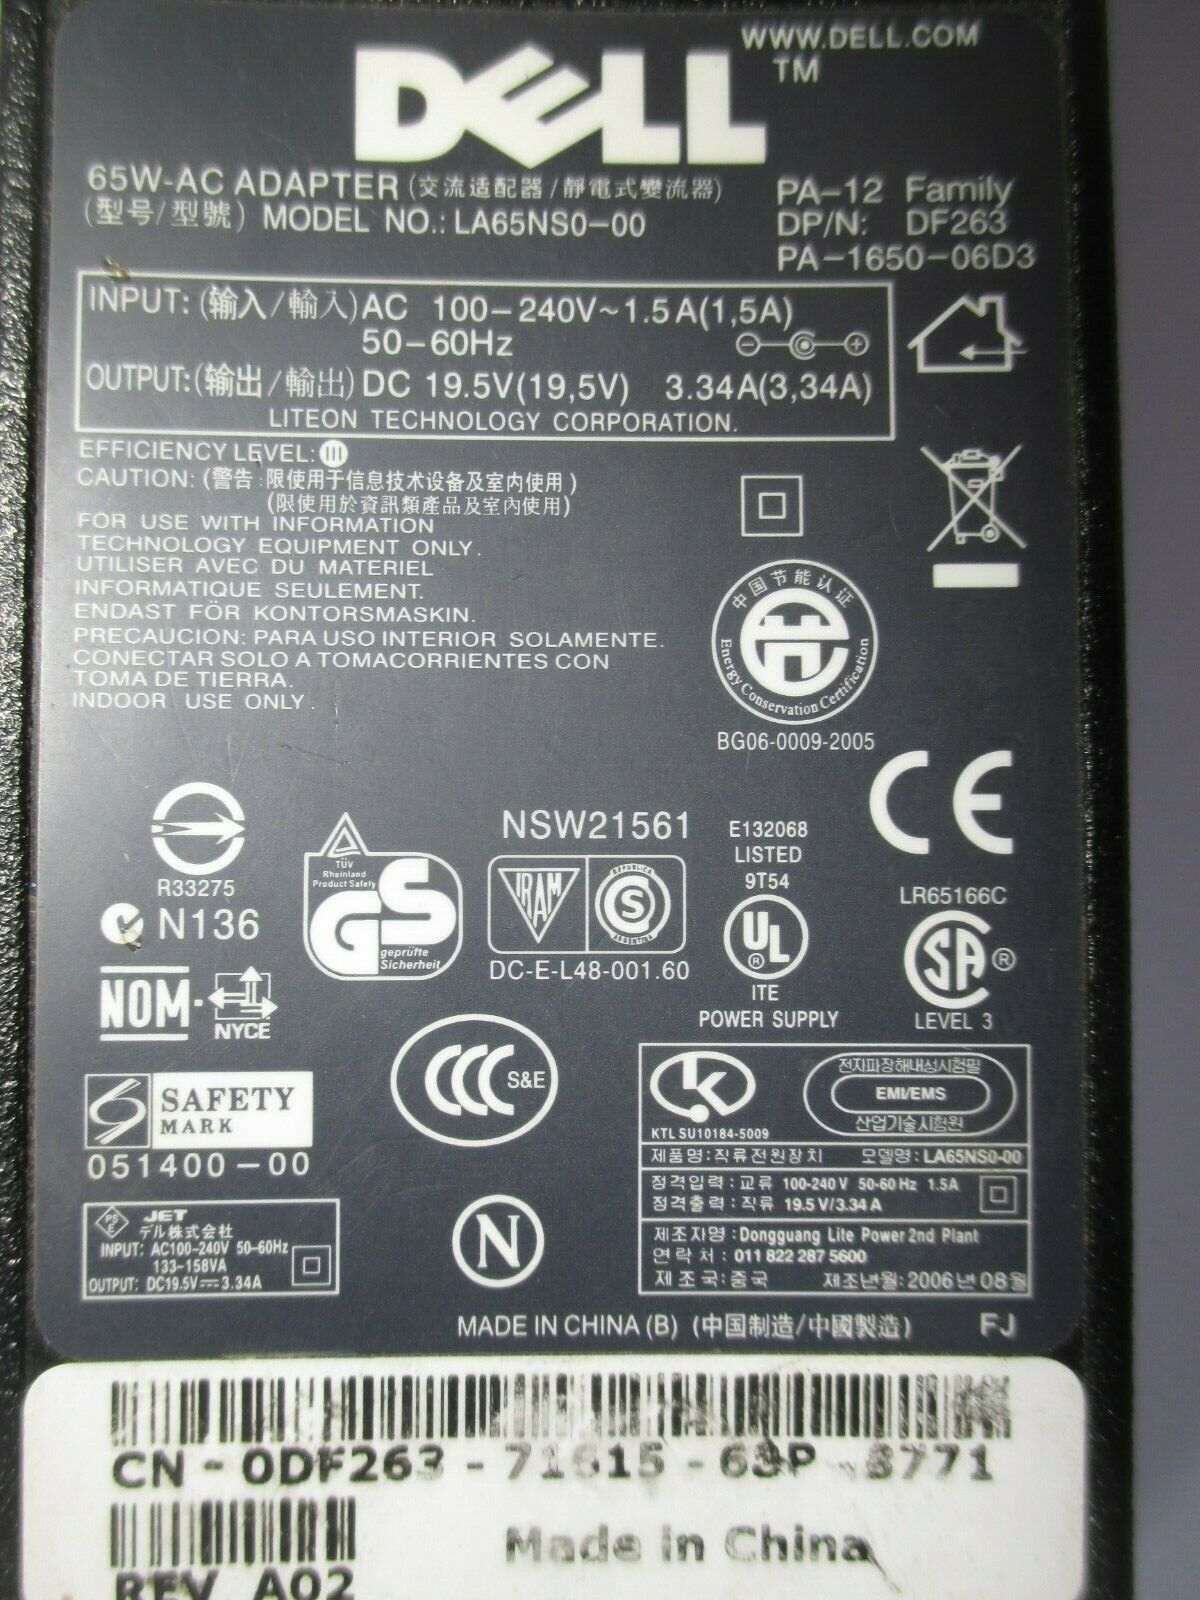 WWW.DELL.COM
DELL™
65W-AC ADAPTER (交流适配器/靜電式變流器)
(型号/型號) MODEL NO.: LA65NS0-00
PA-12 Family
DP/N: DF263
PA-1650-06D3
INPUT: (输入/輸入) AC 100-240V~1.5A(1,5A)
50-60Hz
OUTPUT: (输出/輸出) DC 19.5V(19,5V) 3.34A(3,34A)
LITEON TECHNOLOGY CORPORATION.
EFFICIENCY LEVEL: III
CAUTION: (警告: 限使用于信息技术设备及室内使用)
(限使用於資訊類產品及室內使用)
FOR USE WITH INFORMATION
TECHNOLOGY EQUIPMENT ONLY.
UTILISER AVEC DU MATERIEL
INFORMATIQUE SEULEMENT.
ENDAST FÖR KONTORSMASKIN.
PRECAUCION: PARA USO INTERIOR SOLAMENTE.
CONECTAR SOLO A TOMACORRIENTES CON
TOMA DE TIERRA.
INDOOR USE ONLY.
中国节能认证
Energy Conservation Certification
BG06-0009-2005
CE
R33275
N136
TÜV
Rheinland
Product Safety
GS
geprüfte
Sicherheit
NSW21561
IRAM
REPUBLICA
S
ARGENTINA
DC-E-L48-001.60
E132068
LISTED
9T54
UL®
ITE
POWER SUPPLY
LR65166C
SA®
LEVEL 3
NOM-
NYCE
CCC S&E
SAFETY
MARK
051400-00
KTL SU10184-5009
전자파장해내성시험필
EMI/EMS
산업기술시험원
제품명: 직류전원장치 모델명: LA65NS0-00
정격입력: 교류 100-240V 50-60Hz 1.5A
정격출력: 직류 19.5V/3.34A
제조자명: Dongguang Lite Power 2nd Plant
연락처: 011 822 287 5600
제조국: 중국 제조년월: 2006년 08월
PS
E
JET
デル株式会社
INPUT: AC100-240V 50-60Hz
133-158VA
OUTPUT: DC19.5V 3.34A
N
MADE IN CHINA (B) (中国制造/中國製造) FJ
CN-0DF263-71615-
Made in China
REV A02